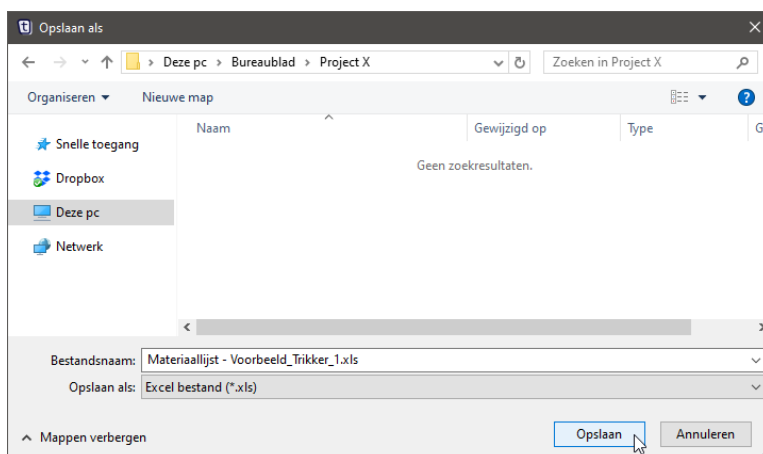 Opslaan als
Deze pc > Bureaublad > Project X
Zoeken in Project X
Organiseren Nieuwe map
Naam Gewijzigd op Type G
Snelle toegang
Geen zoekresultaten.
Dropbox
Deze pc
Netwerk
Bestandsnaam: Materiaallijst - Voorbeeld_Trikker_1.xls
Opslaan als: Excel bestand (*.xls)
Mappen verbergen Opslaan Annuleren